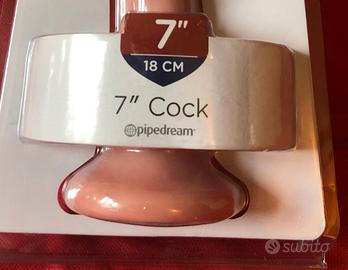 7"
18 CM
7" Cock
pipedream
subito